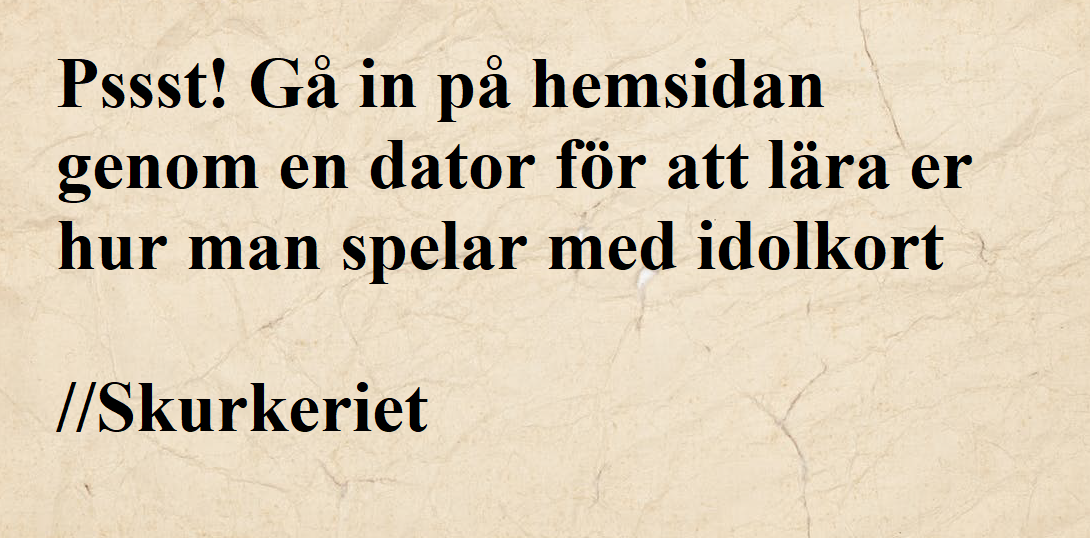 Pssst! Gå in på hemsidan
genom en dator för att lära er
hur man spelar med idolkort
//Skurkeriet